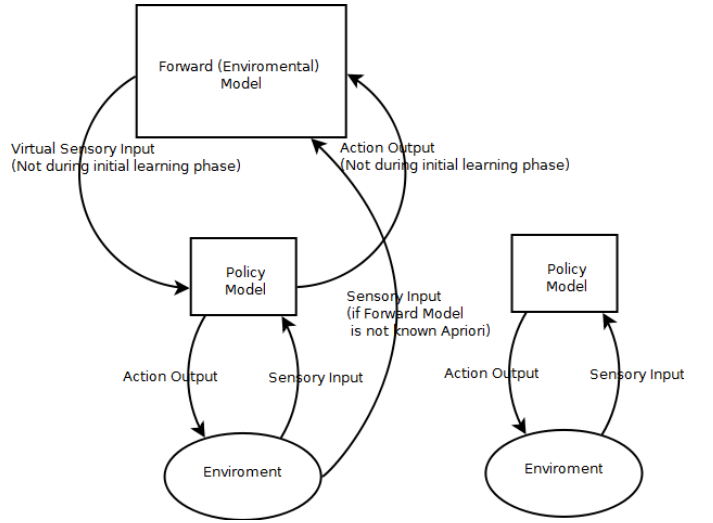 Forward (Enviromental)
Model
Virtual Sensory Input
(Not during initial learning phase)
Action Output
(Not during initial learning phase)
Policy
Model
Sensory Input
(if Forward Model
is not known Apriori)
Action Output
Sensory Input
Enviroment
Policy
Model
Action Output
Sensory Input
Enviroment